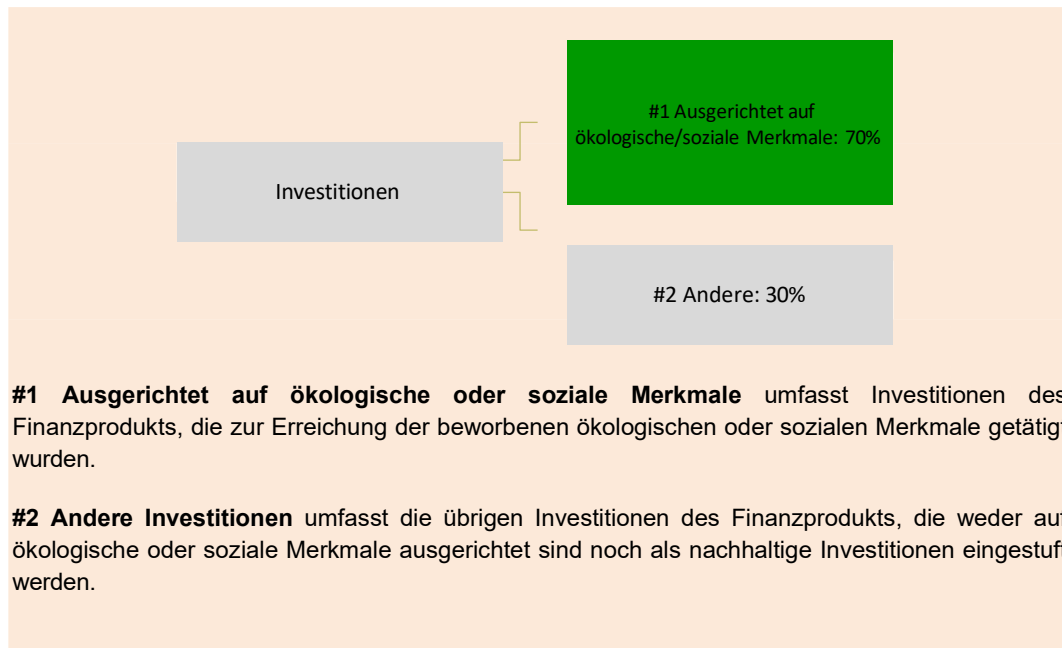 #1 Ausgerichtet auf
ökologische/soziale Merkmale: 70%
Investitionen
#2 Andere: 30%
#1 Ausgerichtet auf ökologische oder soziale Merkmale umfasst Investitionen des
Finanzprodukts, die zur Erreichung der beworbenen ökologischen oder sozialen Merkmale getätigt
wurden.
#2 Andere Investitionen umfasst die übrigen Investitionen des Finanzprodukts, die weder auf
ökologische oder soziale Merkmale ausgerichtet sind noch als nachhaltige Investitionen eingestuft
werden.